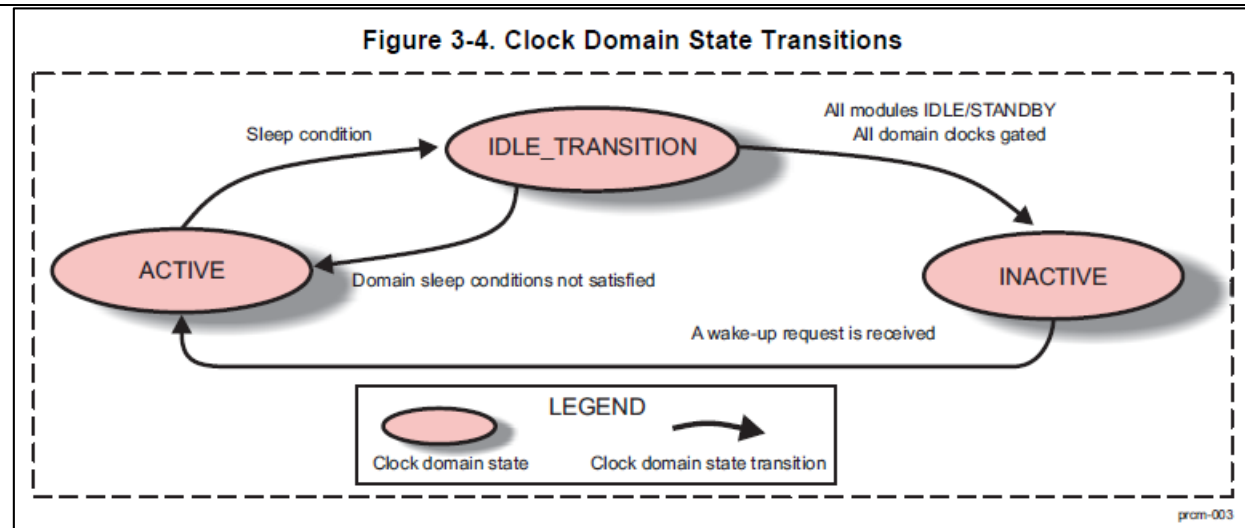 Figure 3-4. Clock Domain State Transitions
Sleep condition
IDLE_TRANSITION
All modules IDLE/STANDBY
All domain clocks gated
ACTIVE
Domain sleep conditions not satisfied
INACTIVE
A wake-up request is received
LEGEND
Clock domain state
Clock domain state transition
prcm-003